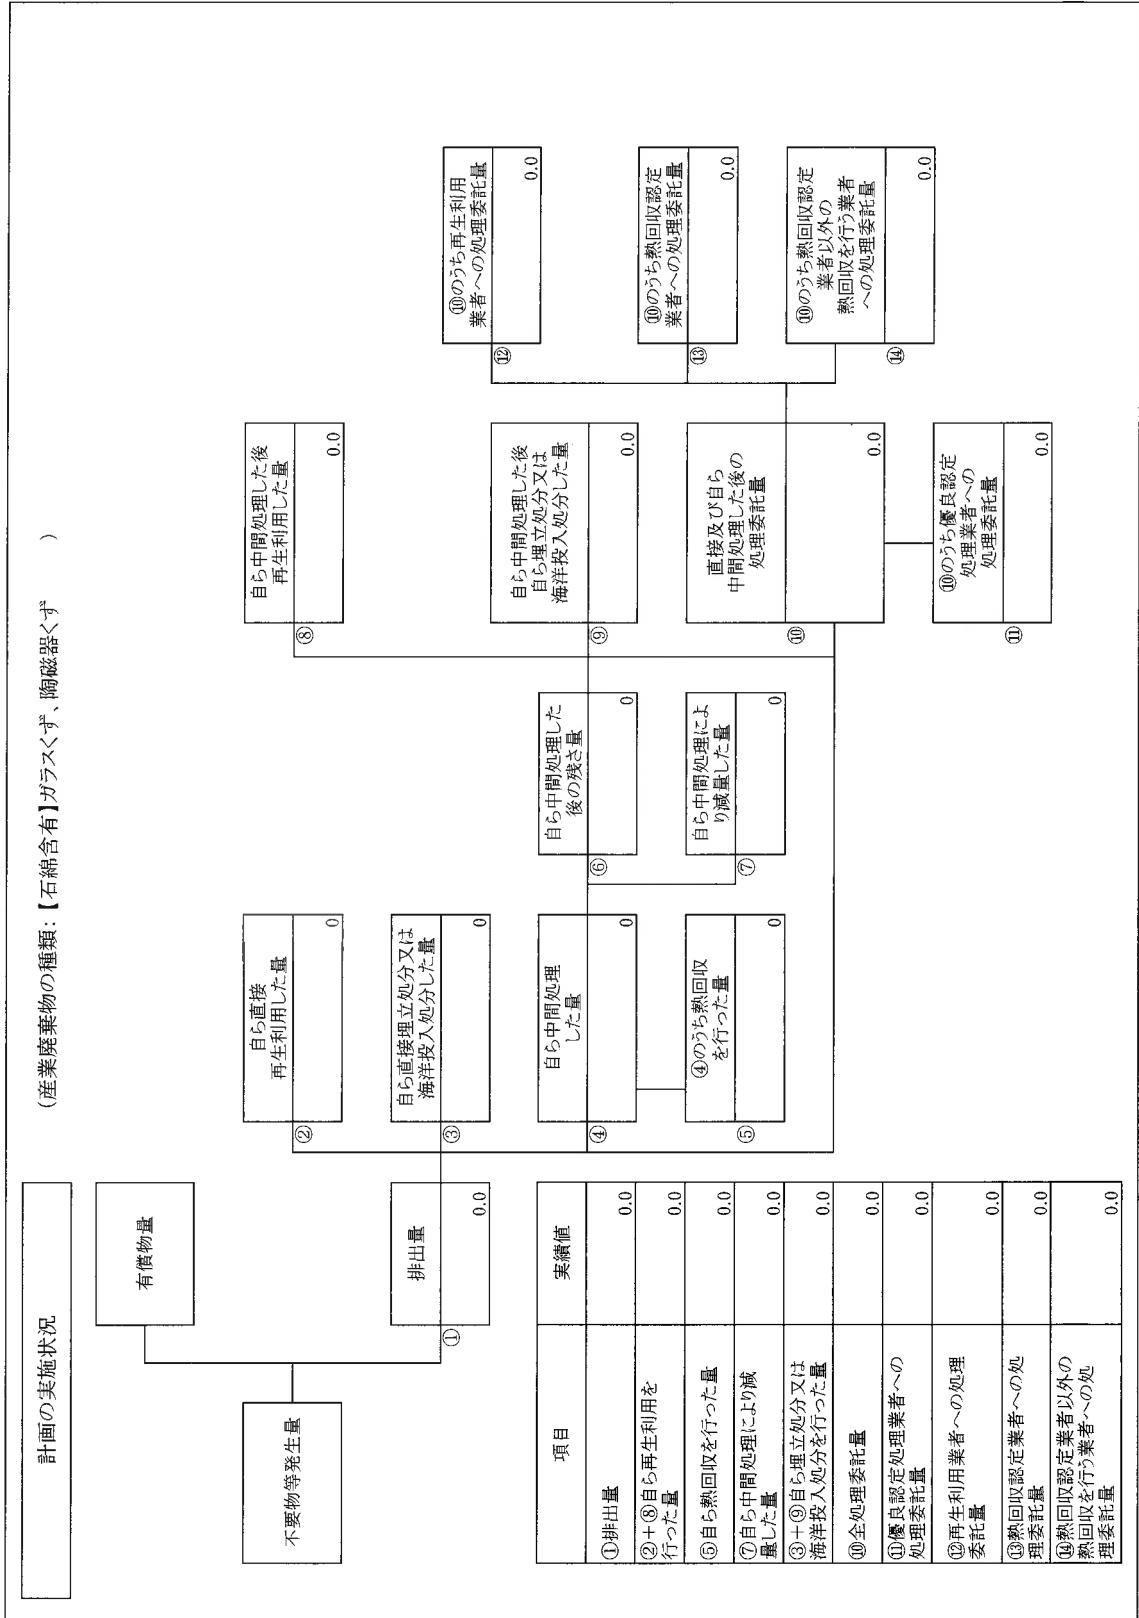 計画の実施状況
(産業廃棄物の種類:【石綿含有】ガラスくず、陶磁器くず )
不要物等発生量
有償物量
①
排出量
0.0
②
自ら直接
再生利用した量
0
③
自ら直接埋立処分又は
海洋投入処分した量
0
④
自ら中間処理
した量
0
⑤
④のうち熱回収
を行った量
0
⑥
自ら中間処理した
後の残さ量
0
⑦
自ら中間処理によ
り減量した量
0
⑧
自ら中間処理した後
再生利用した量
0.0
⑨
自ら中間処理した後
自ら埋立処分又は
海洋投入処分した量
0.0
⑩
直接及び自ら
中間処理した後の
処理委託量
0.0
⑪
⑩のうち優良認定
処理業者への
処理委託量
0.0
⑫
⑩のうち再生利用
業者への処理委託量
0.0
⑬
⑩のうち熱回収認定
業者への処理委託量
0.0
⑭
⑩のうち熱回収認定
業者以外の
熱回収を行う業者
への処理委託量
0.0
項目 実績値
①排出量 0.0
②+⑧自ら再生利用を
行った量 0.0
⑤自ら熱回収を行った量 0.0
⑦自ら中間処理により減
量した量 0.0
③+⑨自ら埋立処分又は
海洋投入処分を行った量 0.0
⑩全処理委託量 0.0
⑪優良認定処理業者への
処理委託量 0.0
⑫再生利用業者への処理
委託量 0.0
⑬熱回収認定業者への処
理委託量 0.0
⑭熱回収認定業者以外の
熱回収を行う業者への処
理委託量 0.0